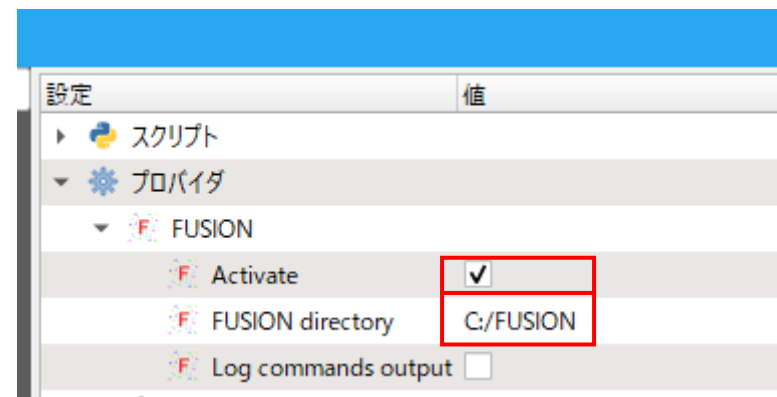 設定 値
スクリプト
プロバイダ
FUSION
Activate
FUSION directory C:/FUSION
Log commands output